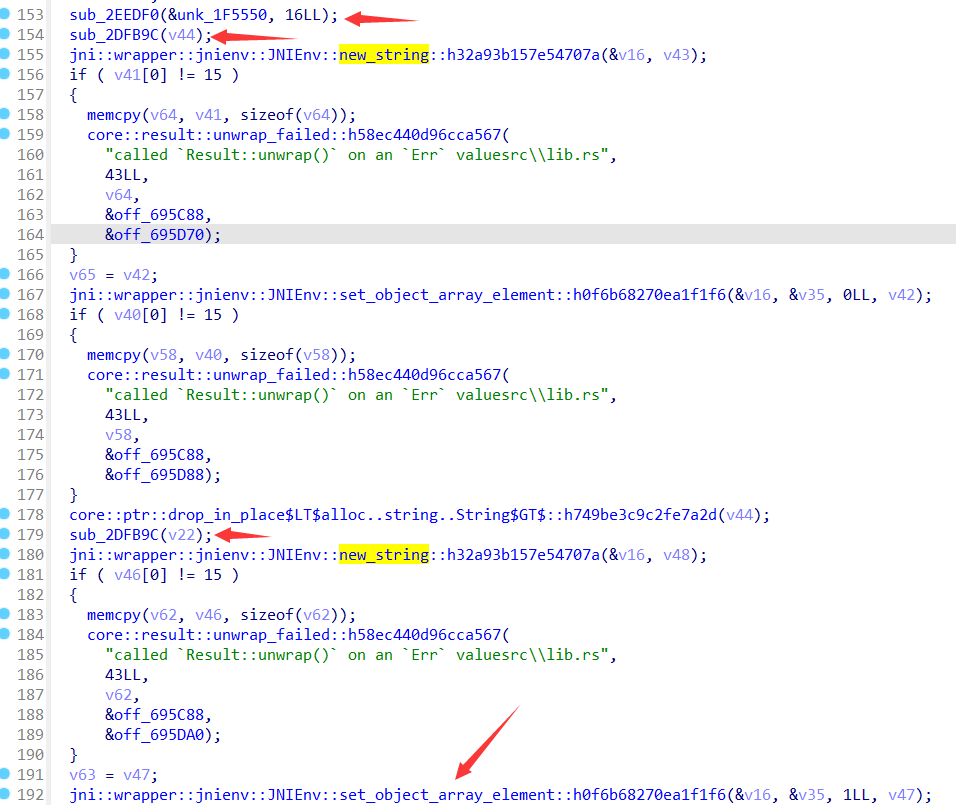 153 sub_2EEDF0(&unk_1F5550, 16LL);
154 sub_2DFB9C(v44);
155 jni::wrapper::jnienv::JNIEnv::new_string::h32a93b157e54707a(&v16, v43);
156 if ( v41[0] != 15 )
157 {
158 memcpy(v64, v41, sizeof(v64));
159 core::result::unwrap_failed::h58ec440d96cca567(
160 "called `Result::unwrap()` on an `Err` valuesrc\\lib.rs",
161 43LL,
162 v64,
163 &off_695C88,
164 &off_695D70);
165 }
166 v65 = v42;
167 jni::wrapper::jnienv::JNIEnv::set_object_array_element::h0f6b68270ea1f1f6(&v16, &v35, 0LL, v42);
168 if ( v40[0] != 15 )
169 {
170 memcpy(v58, v40, sizeof(v58));
171 core::result::unwrap_failed::h58ec440d96cca567(
172 "called `Result::unwrap()` on an `Err` valuesrc\\lib.rs",
173 43LL,
174 v58,
175 &off_695C88,
176 &off_695D88);
177 }
178 core::ptr::drop_in_place$LT$alloc..string..String$GT$::h749be3c9c2fe7a2d(v44);
179 sub_2DFB9C(v22);
180 jni::wrapper::jnienv::JNIEnv::new_string::h32a93b157e54707a(&v16, v48);
181 if ( v46[0] != 15 )
182 {
183 memcpy(v62, v46, sizeof(v62));
184 core::result::unwrap_failed::h58ec440d96cca567(
185 "called `Result::unwrap()` on an `Err` valuesrc\\lib.rs",
186 43LL,
187 v62,
188 &off_695C88,
189 &off_695DA0);
190 }
191 v63 = v47;
192 jni::wrapper::jnienv::JNIEnv::set_object_array_element::h0f6b68270ea1f1f6(&v16, &v35, 1LL, v47);